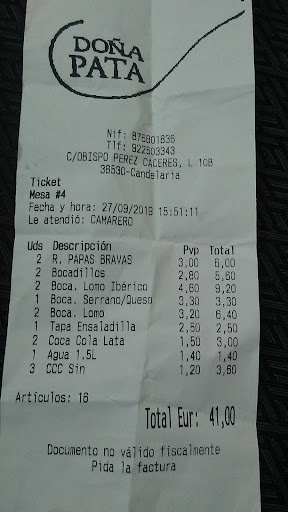 DOÑA
PATA
Nif: 876801836
Tlf: 922503343
C/OBISPO PEREZ CACERES, L 10B
38530-Candelaria
Ticket
Mesa #4
Fecha y hora: 27/09/2019 15:51:11
Le atendió: CAMARERO
Uds Descripción Pvp Total
2 R. PAPAS BRAVAS 3,00 6,00
2 Bocadillos 2,80 5,60
2 Boca. Lomo Ibérico 4,60 9,20
1 Boca. Serrano/Queso 3,30 3,30
2 Boca. Lomo 3,20 6,40
1 Tapa Ensaladilla 2,50 2,50
2 Coca Cola Lata 1,50 3,00
1 Agua 1.5L 1,40 1,40
3 CCC Sin 1,20 3,60
Articulos: 16
Total Eur: 41,00
Documento no válido fiscalmente
Pida la factura